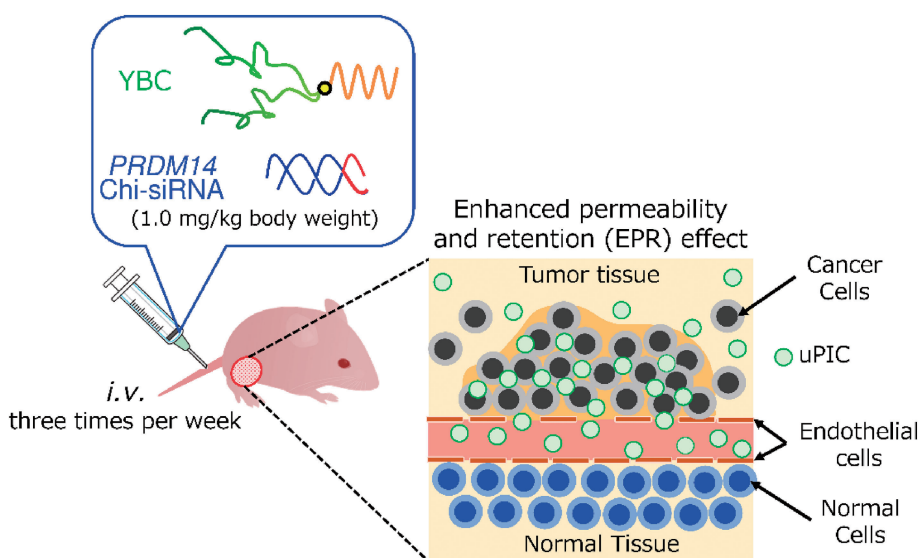 YBC
PRDM14
Chi-siRNA
(1.0 mg/kg body weight)
i.v.
three times per week
Enhanced permeability
and retention (EPR) effect
Tumor tissue
Cancer
Cells
uPIC
Endothelial
cells
Normal
Cells
Normal Tissue